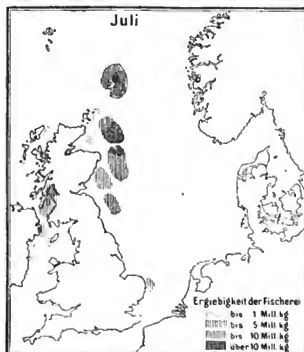 Juli
Ergiebigkeit der Fischerei
bis 1 Mill kg
bis 5 Mill kg
bis 10 Mill kg
über 10 Mill kg